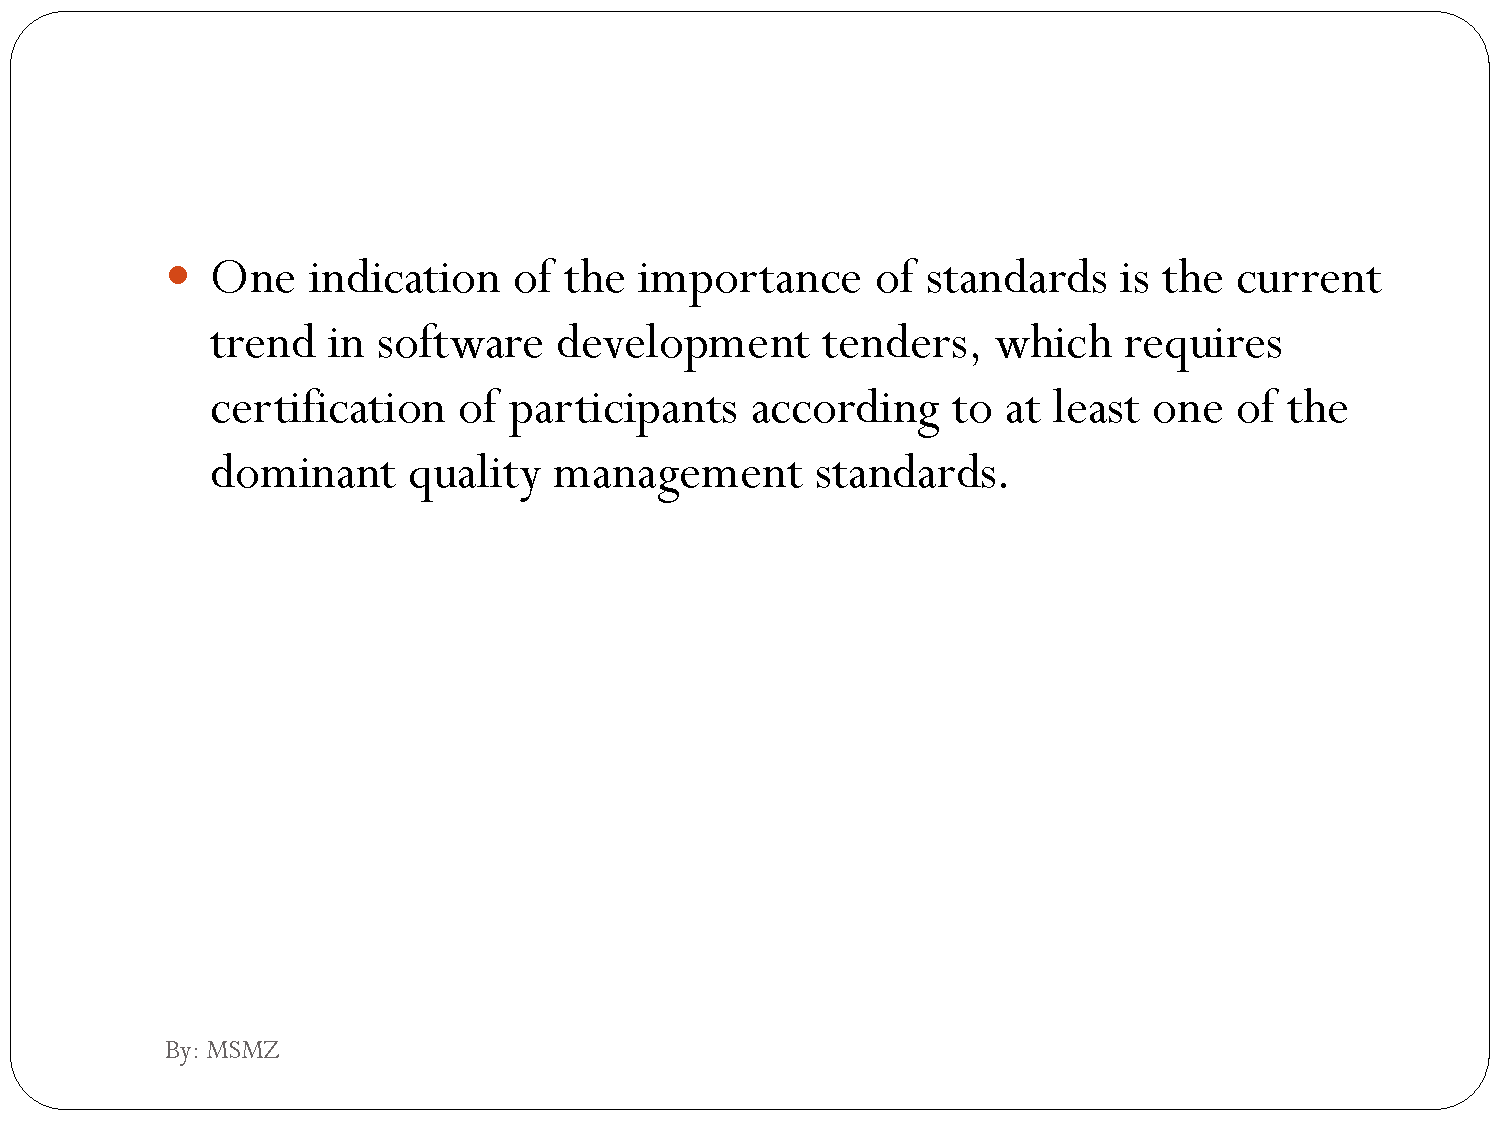 • One indication of the importance of standards is the current
trend in software development tenders, which requires
certification of participants according to at least one of the
dominant quality management standards.
By: MSMZ